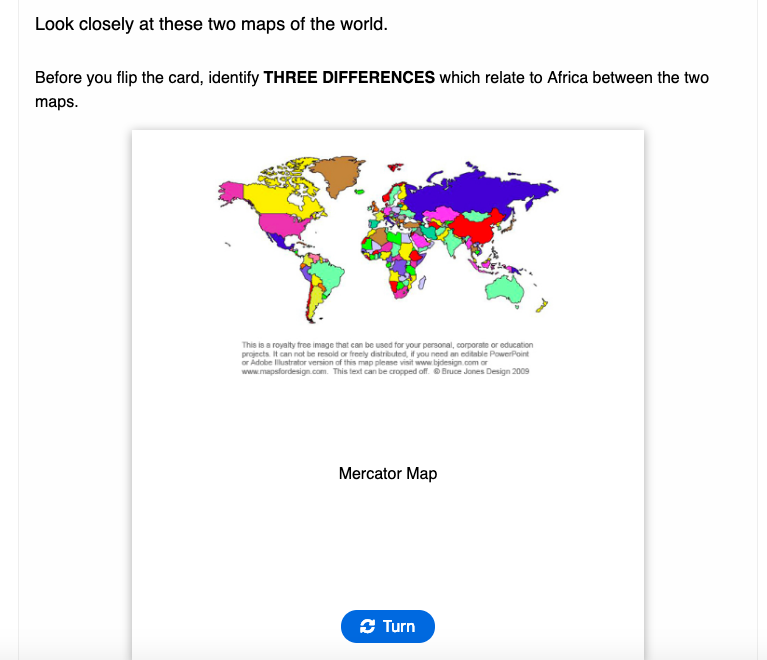 Look closely at these two maps of the world.
Before you flip the card, identify THREE DIFFERENCES which relate to Africa between the two
maps.
This is a royalty free image that can be used for your personal, corporate or education
projects. It can not be resold or freely distributed, if you need an editable PowerPoint
or Adobe Illustrator version of this map please visit www.bjdesign.com or
www.mapsfordesign.com. This text can be cropped off. © Bruce Jones Design 2009
Mercator Map
Turn